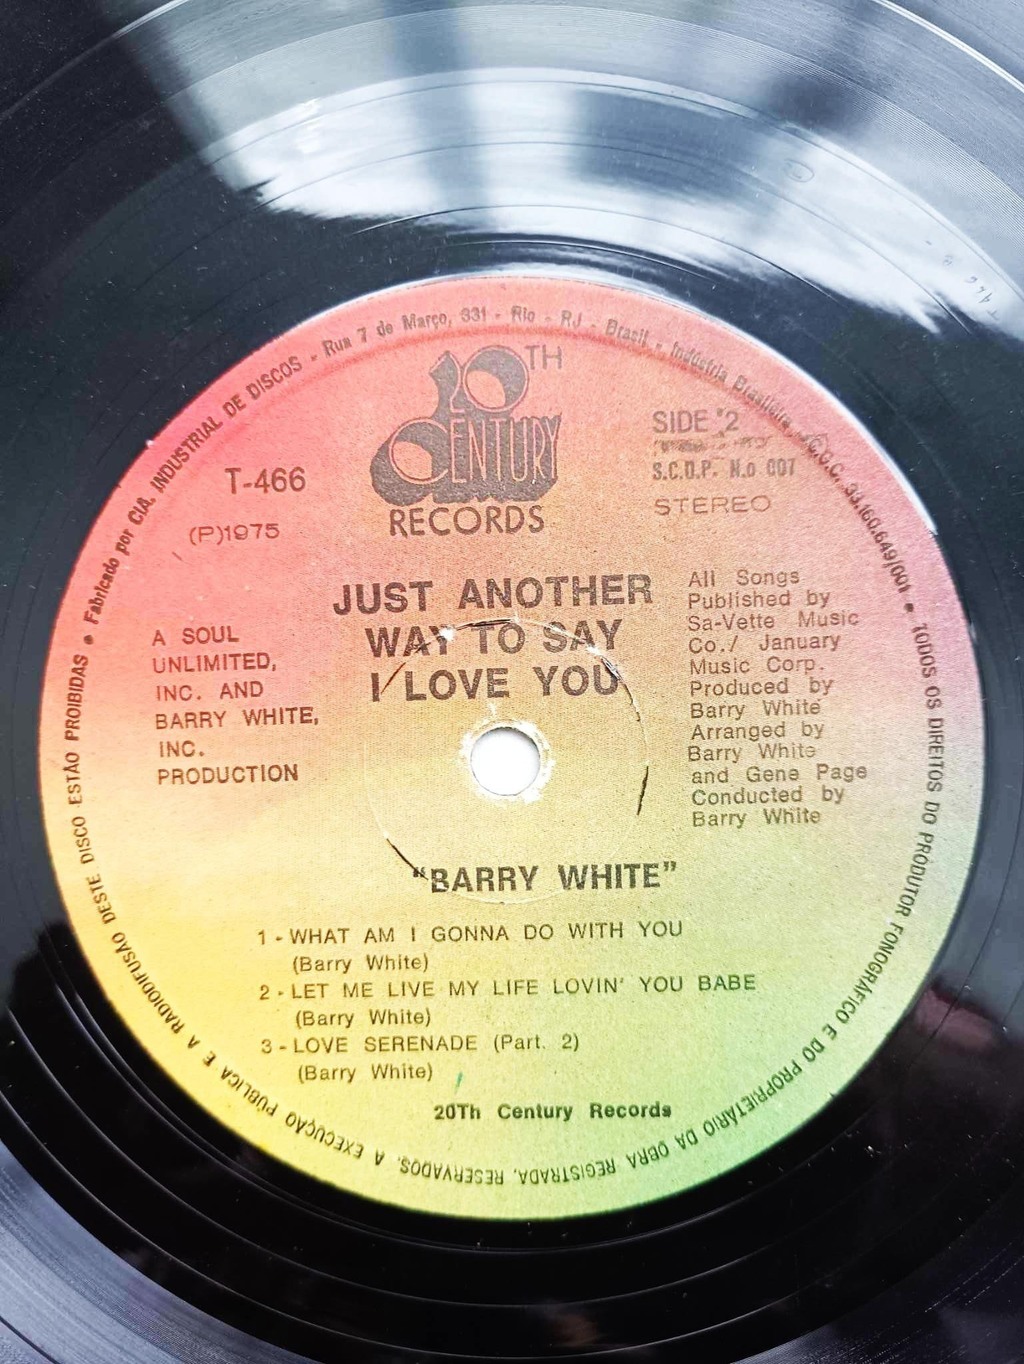 Fabricado por CIA. INDUSTRIAL DE DISCOS - Rua 7 de Março, 331 - Rio - RJ - Brasil - Indústria Brasileira C.G.C. 33.160.649/001 • TODOS OS DIREITOS DO PRODUTOR FONOGRÁFICO E DO PROPRIETÁRIO DA OBRA REGISTRADA, RESERVADOS. A EXECUÇÃO PÚBLICA E A RADIODIFUSÃO DESTE DISCO ESTÃO PROIBIDAS •
20TH
CENTURY
RECORDS
T-466
(P)1975
SIDE 2
S.C.D.P. N.o 007
STEREO
JUST ANOTHER
WAY TO SAY
I LOVE YOU
A SOUL
UNLIMITED,
INC. AND
BARRY WHITE,
INC.
PRODUCTION
All Songs
Published by
Sa-Vette Music
Co./ January
Music Corp.
Produced by
Barry White
Arranged by
Barry White
and Gene Page
Conducted by
Barry White
"BARRY WHITE"
1 - WHAT AM I GONNA DO WITH YOU
(Barry White)
2 - LET ME LIVE MY LIFE LOVIN' YOU BABE
(Barry White)
3 - LOVE SERENADE (Part. 2)
(Barry White)
20Th Century Records